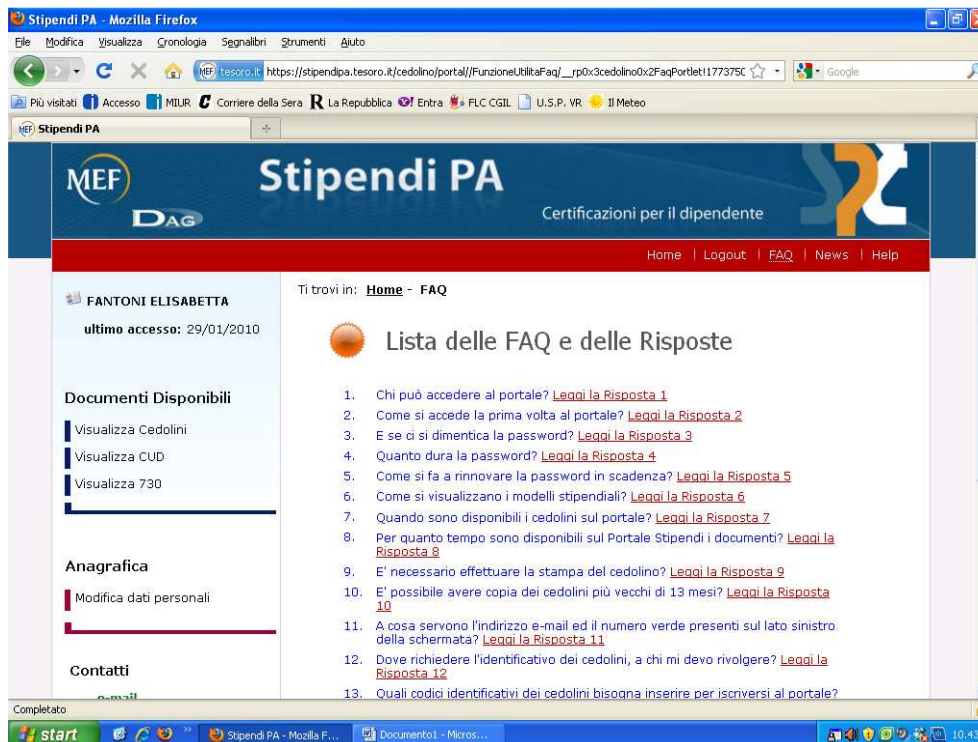 Stipendi PA - Mozilla Firefox
File Modifica Visualizza Cronologia Segnalibri Strumenti Aiuto
MEF tesoro.it https://stipendipa.tesoro.it/cedolino/portal//FunzioneUtilitaFaq/__rp0x3cedolino0x2FaqPortlet!177375C Google
Più visitati Accesso MIUR Corriere della Sera R La Repubblica Entra FLC CGIL U.S.P. VR Il Meteo
MEF Stipendi PA
MEF
DAG
Stipendi PA
Certificazioni per il dipendente
Home | Logout | FAQ | News | Help
FANTONI ELISABETTA
ultimo accesso: 29/01/2010
Documenti Disponibili
Visualizza Cedolini
Visualizza CUD
Visualizza 730
Anagrafica
Modifica dati personali
Contatti
e-mail
Ti trovi in: Home - FAQ
Lista delle FAQ e delle Risposte
1. Chi può accedere al portale? Leggi la Risposta 1
2. Come si accede la prima volta al portale? Leggi la Risposta 2
3. E se ci si dimentica la password? Leggi la Risposta 3
4. Quanto dura la password? Leggi la Risposta 4
5. Come si fa a rinnovare la password in scadenza? Leggi la Risposta 5
6. Come si visualizzano i modelli stipendiali? Leggi la Risposta 6
7. Quando sono disponibili i cedolini sul portale? Leggi la Risposta 7
8. Per quanto tempo sono disponibili sul Portale Stipendi i documenti? Leggi la
Risposta 8
9. E' necessario effettuare la stampa del cedolino? Leggi la Risposta 9
10. E' possibile avere copia dei cedolini più vecchi di 13 mesi? Leggi la Risposta
10
11. A cosa servono l'indirizzo e-mail ed il numero verde presenti sul lato sinistro
della schermata? Leggi la Risposta 11
12. Dove richiedere l'identificativo dei cedolini, a chi mi devo rivolgere? Leggi la
Risposta 12
13. Quali codici identificativi dei cedolini bisogna inserire per iscriversi al portale?
Completato
start Stipendi PA - Mozilla F... Documento1 - Micros... 10.43